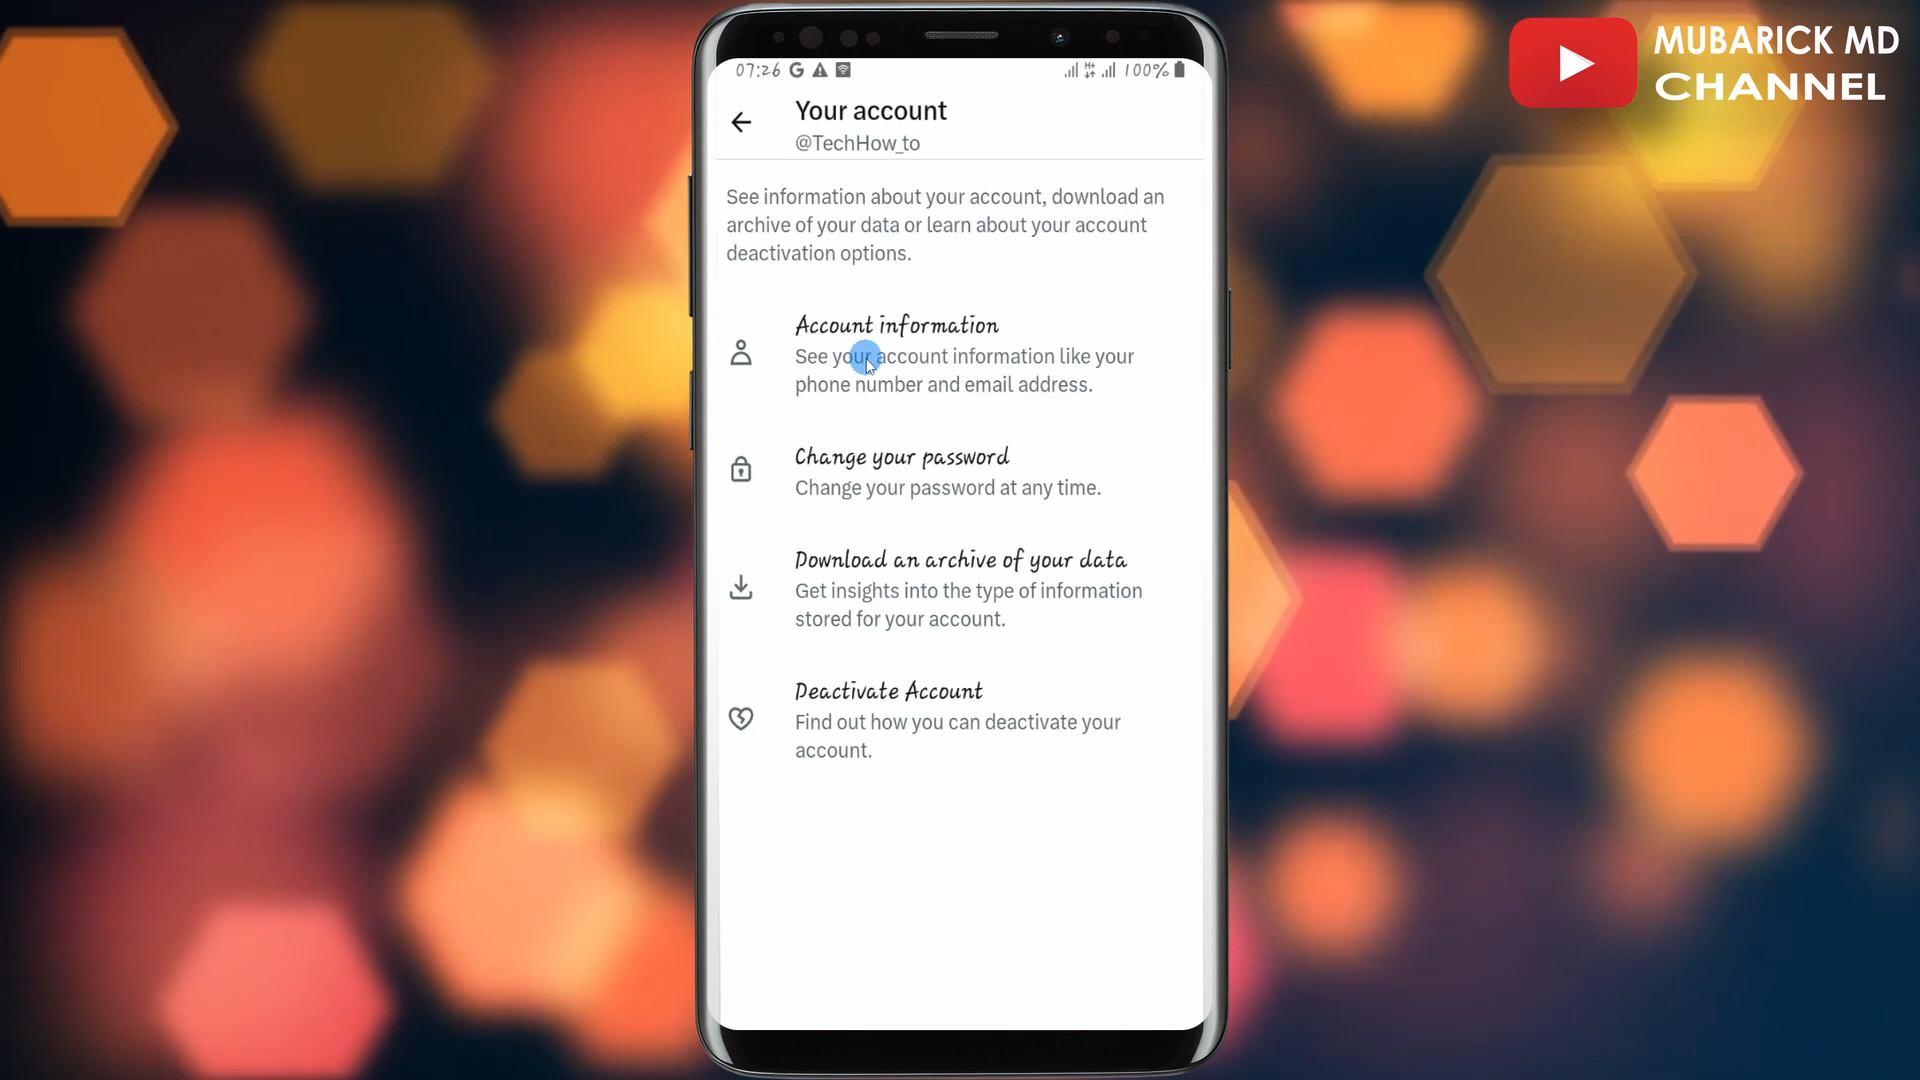 MUBARICK MD
CHANNEL
07:26 G 100%
Your account
@TechHow_to
See information about your account, download an
archive of your data or learn about your account
deactivation options.
Account information
See your account information like your
phone number and email address.
Change your password
Change your password at any time.
Download an archive of your data
Get insights into the type of information
stored for your account.
Deactivate Account
Find out how you can deactivate your
account.